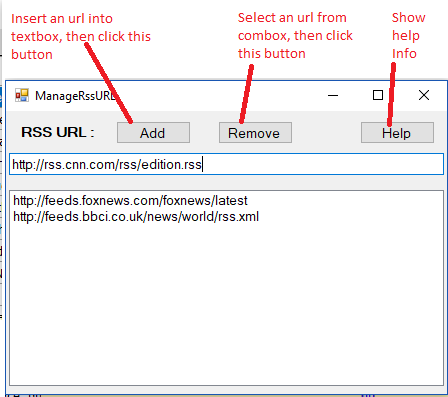 Insert an url into
textbox, then click this
button
Select an url from
combox, then click
this button
Show
help
Info
ManageRssURL
RSS URL :
Add
Remove
Help
http://rss.cnn.com/rss/edition.rss
http://feeds.foxnews.com/foxnews/latest
http://feeds.bbci.co.uk/news/world/rss.xml